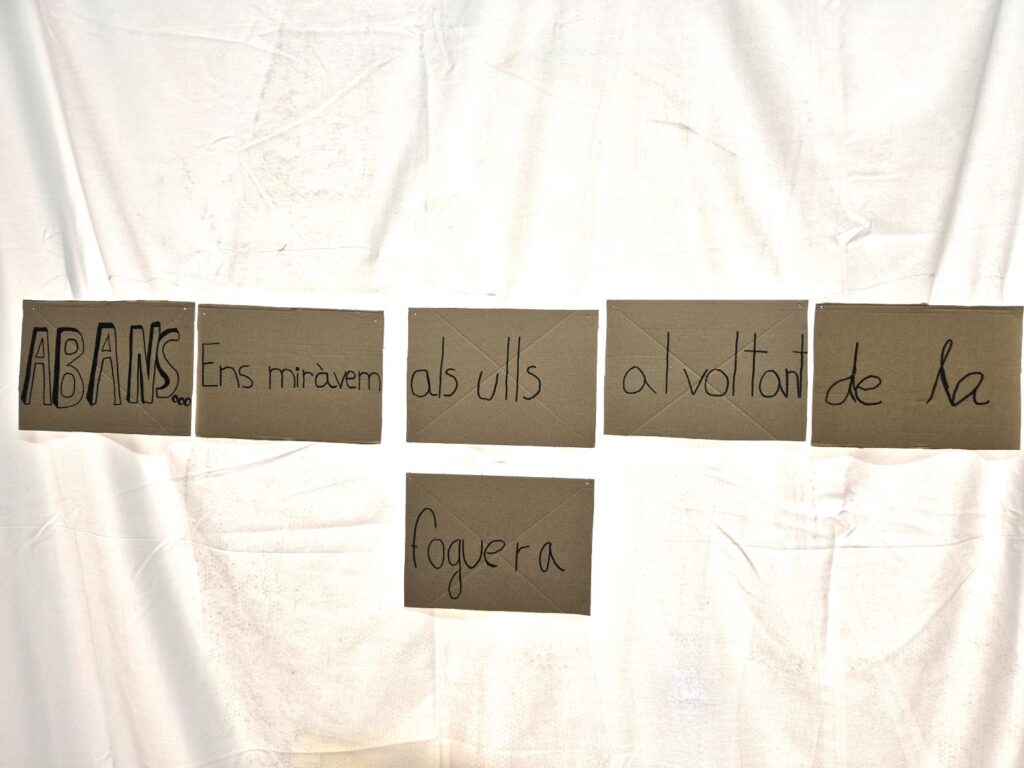 ABANS... Ens miràvem als ulls al voltant de la
foguera